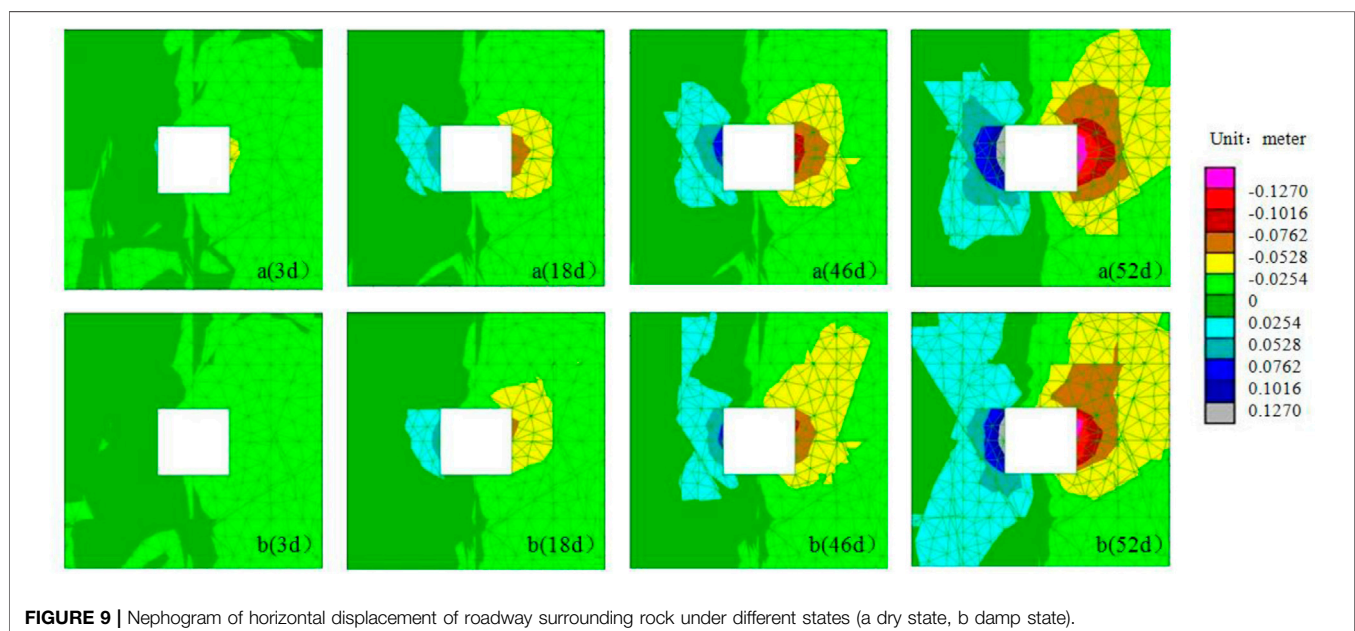 a(3d）
a(18d）
a(46d）
a(52d）
Unit： meter
-0.1270
-0.1016
-0.0762
-0.0528
-0.0254
0
0.0254
0.0528
0.0762
0.1016
0.1270
b(3d）
b(18d）
b(46d）
b(52d）
FIGURE 9 | Nephogram of horizontal displacement of roadway surrounding rock under different states (a dry state, b damp state).